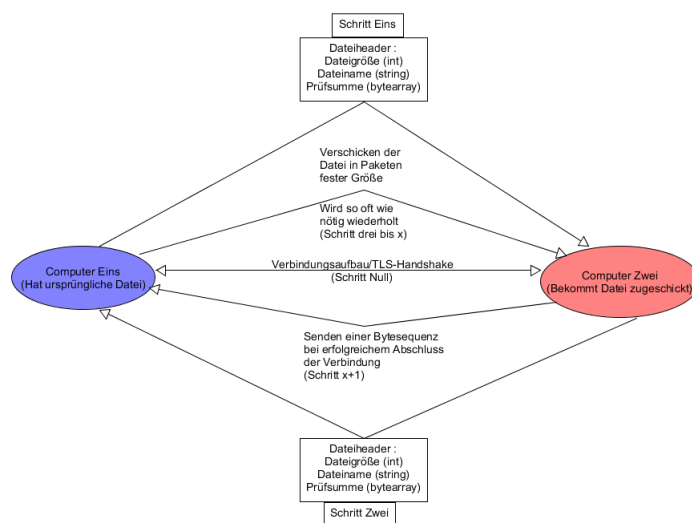 Schritt Eins
Dateiheader :
Dateigröße (int)
Dateiname (string)
Prüfsumme (bytearray)
Verschicken der
Datei in Paketen
fester Größe
Wird so oft wie
nötig wiederholt
(Schritt drei bis x)
Computer Eins
(Hat ursprüngliche Datei)
Verbindungsaufbau/TLS-Handshake
(Schritt Null)
Computer Zwei
(Bekommt Datei zugeschickt)
Senden einer Bytesequenz
bei erfolgreichem Abschluss
der Verbindung
(Schritt x+1)
Dateiheader :
Dateigröße (int)
Dateiname (string)
Prüfsumme (bytearray)
Schritt Zwei